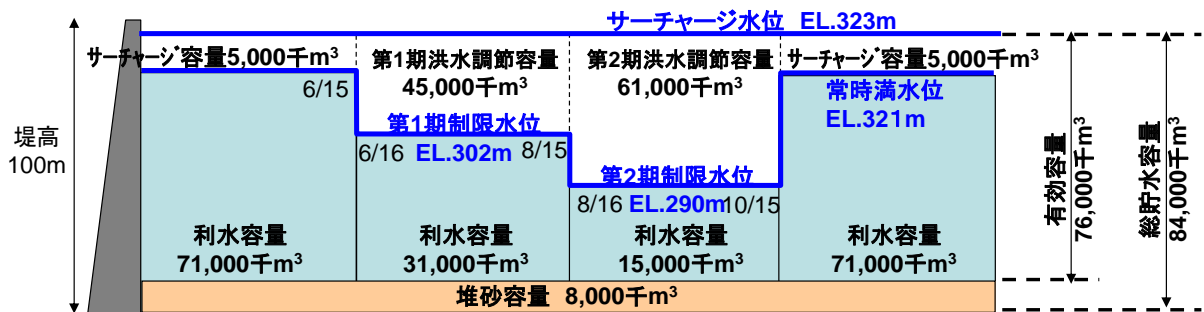 サーチャージ水位 EL.323m
サーチャージ容量5,000千m³
第1期洪水調節容量
45,000千m³
第2期洪水調節容量
61,000千m³
サーチャージ容量5,000千m³
6/15
常時満水位
EL.321m
第1期制限水位
6/16 EL.302m 8/15
第2期制限水位
8/16 EL.290m 10/15
堤高
100m
利水容量
71,000千m³
利水容量
31,000千m³
利水容量
15,000千m³
利水容量
71,000千m³
堆砂容量 8,000千m³
有効容量
76,000千m³
総貯水容量
84,000千m³